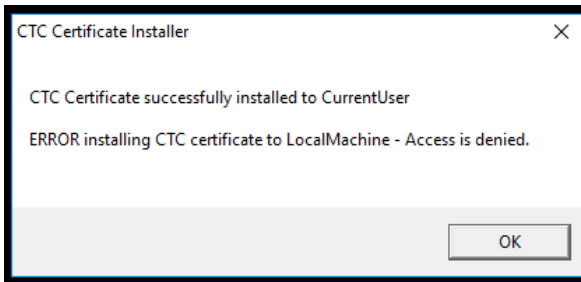 CTC Certificate Installer
CTC Certificate successfully installed to CurrentUser
ERROR installing CTC certificate to LocalMachine - Access is denied.
OK